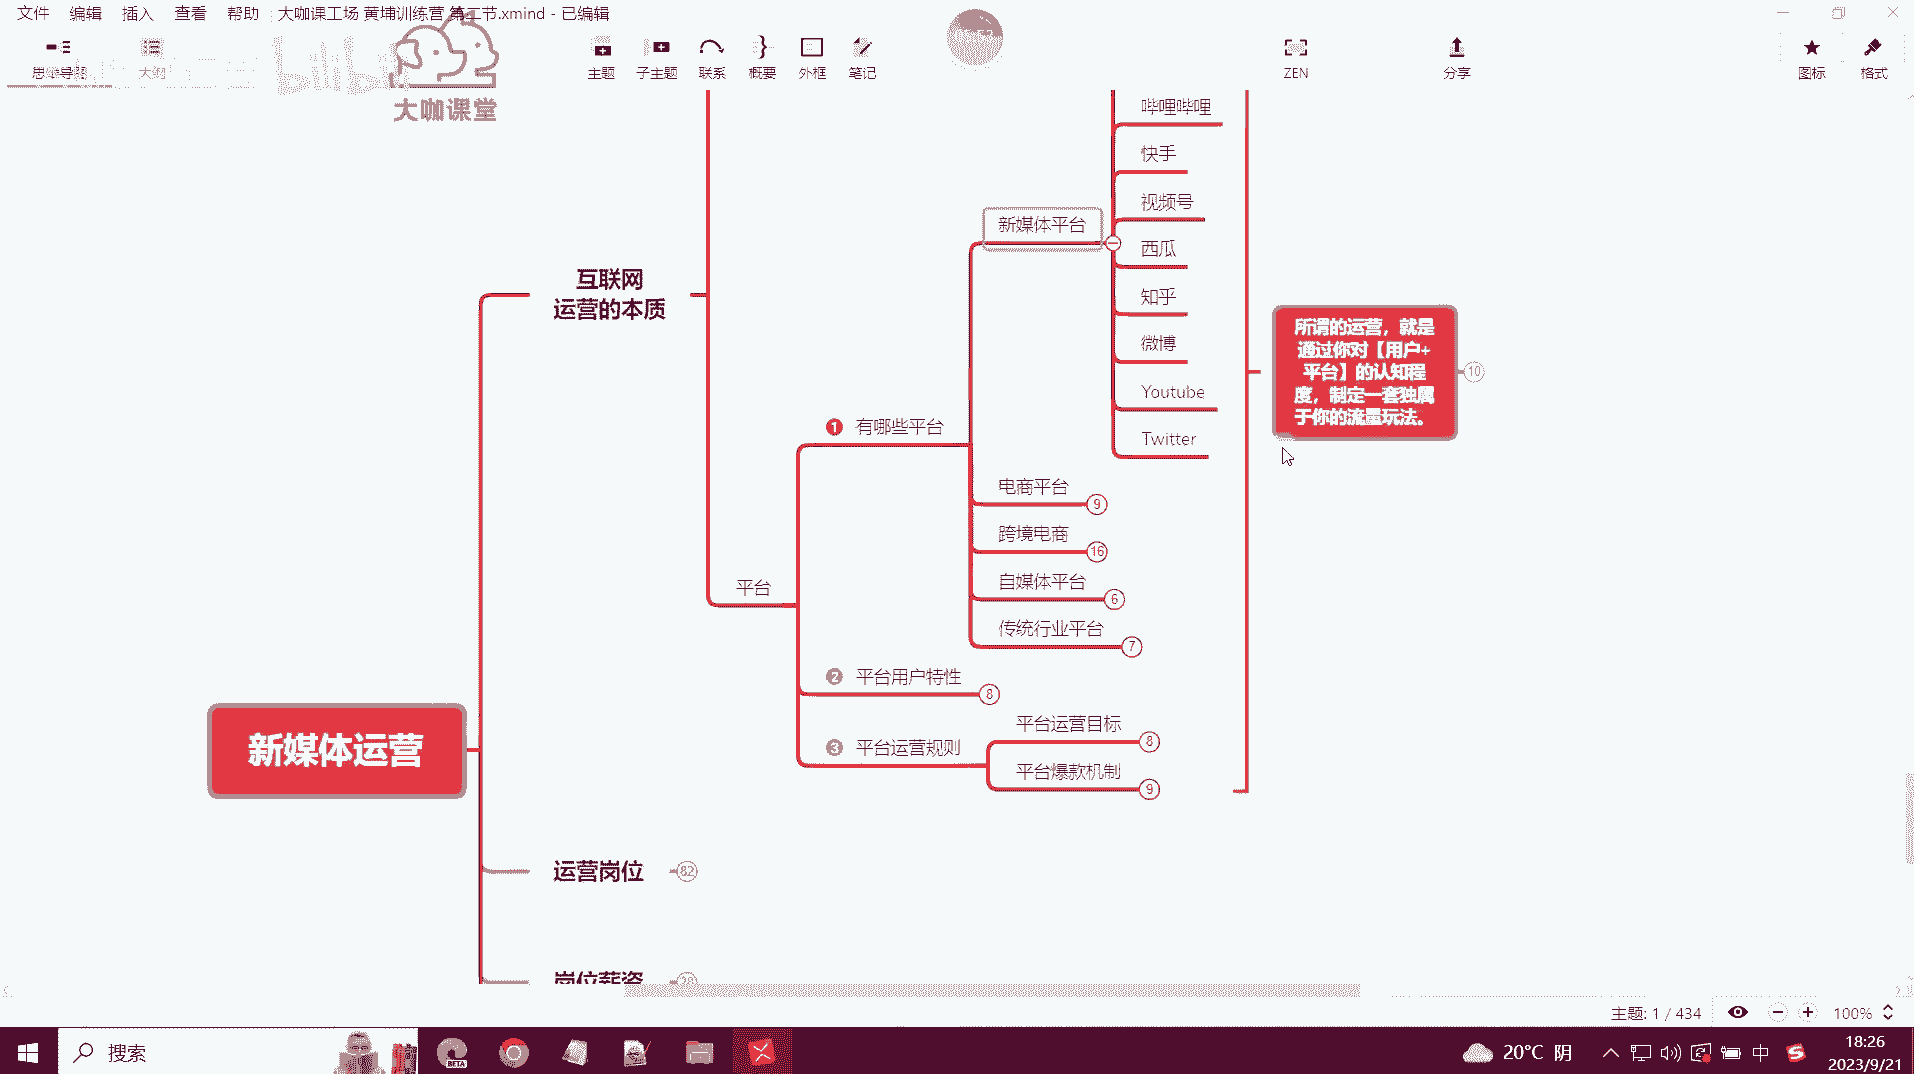 文件 编辑 插入 查看 帮助 大咖课工场 黄埔训练营 第二节.xmind - 已编辑
思维导图 大纲 主题 子主题 联系 概要 外框 笔记 ZEN 分享 图标 格式
bilibili
大咖课堂
哔哩哔哩
快手
视频号
新媒体平台
西瓜
知乎
微博
Youtube
Twitter
互联网
运营的本质
所谓的运营，就是
通过你对【用户+
平台】的认知程
度，制定一套独属
于你的流量玩法。
10
1 有哪些平台
电商平台 9
跨境电商 16
自媒体平台 6
传统行业平台 7
平台
2 平台用户特性 8
3 平台运营规则
平台运营目标 8
平台爆款机制 9
新媒体运营
运营岗位 82
岗位薪资 28
主题: 1 / 434 100%
搜索
BETA
20°C 阴
中
18:26
2023/9/21